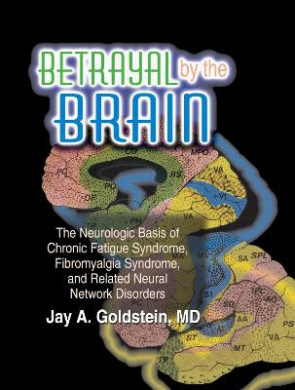 BETRAYAL by the
BRAIN
The Neurologic Basis of
Chronic Fatigue Syndrome,
Fibromyalgia Syndrome,
and Related Neural
Network Disorders
Jay A. Goldstein, MD